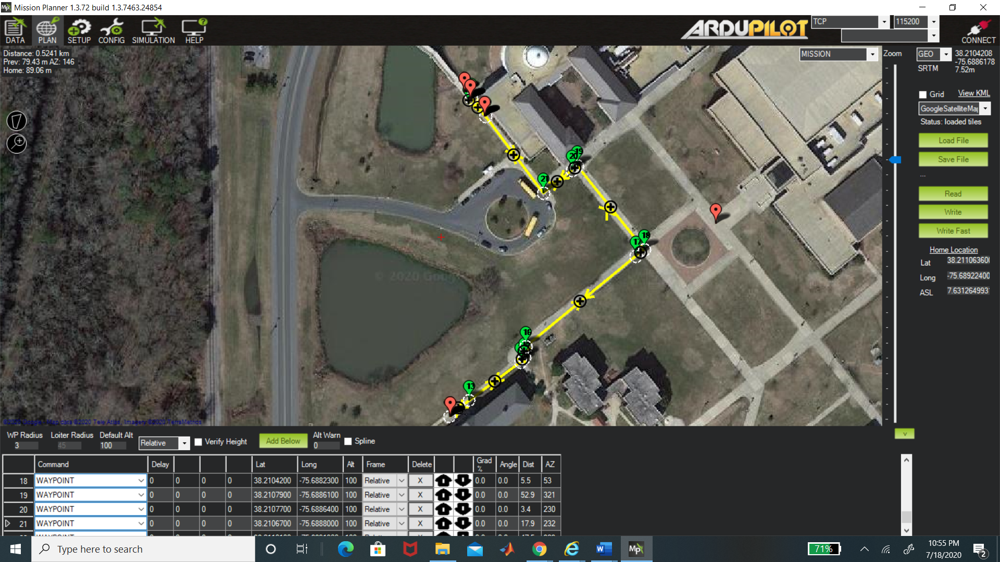 Mission Planner 1.3.72 build 1.3.7463.24854
DATA PLAN SETUP CONFIG SIMULATION HELP
ARDUPILOT
TCP 115200
CONNECT
Distance: 0.5241 km
Prev: 79.43 m AZ: 146
Home: 89.06 m
MISSION
Zoom
GEO 38.2104208
-75.6886178
SRTM 7.52m
Grid View KML
GoogleSatelliteMap
Status: loaded tiles
Load File
Save File
...
Read
Write
Write Fast
Home Location
Lat 38.21106360
Long -75.68922400
ASL 7.631264993
19
20
21
18
17
16
13
© 2020 Google
©2020 Google - Map data ©2020 Tele Atlas, Imagery ©2020 TerraMetrics
WP Radius Loiter Radius Default Alt Alt Warn
3 45 100 Relative Verify Height Add Below 0 Spline
v
Command Delay Lat Long Alt Frame Delete Grad % Angle Dist AZ
18 WAYPOINT 0 0 0 0 38.2104200 -75.6882300 100 Relative X 0.0 0.0 5.5 53
19 WAYPOINT 0 0 0 0 38.2107900 -75.6886100 100 Relative X 0.0 0.0 52.9 321
20 WAYPOINT 0 0 0 0 38.2107700 -75.6886400 100 Relative X 0.0 0.0 3.4 230
21 WAYPOINT 0 0 0 0 38.2106700 -75.6888000 100 Relative X 0.0 0.0 17.9 232
Type here to search
71%
10:55 PM
7/18/2020
2